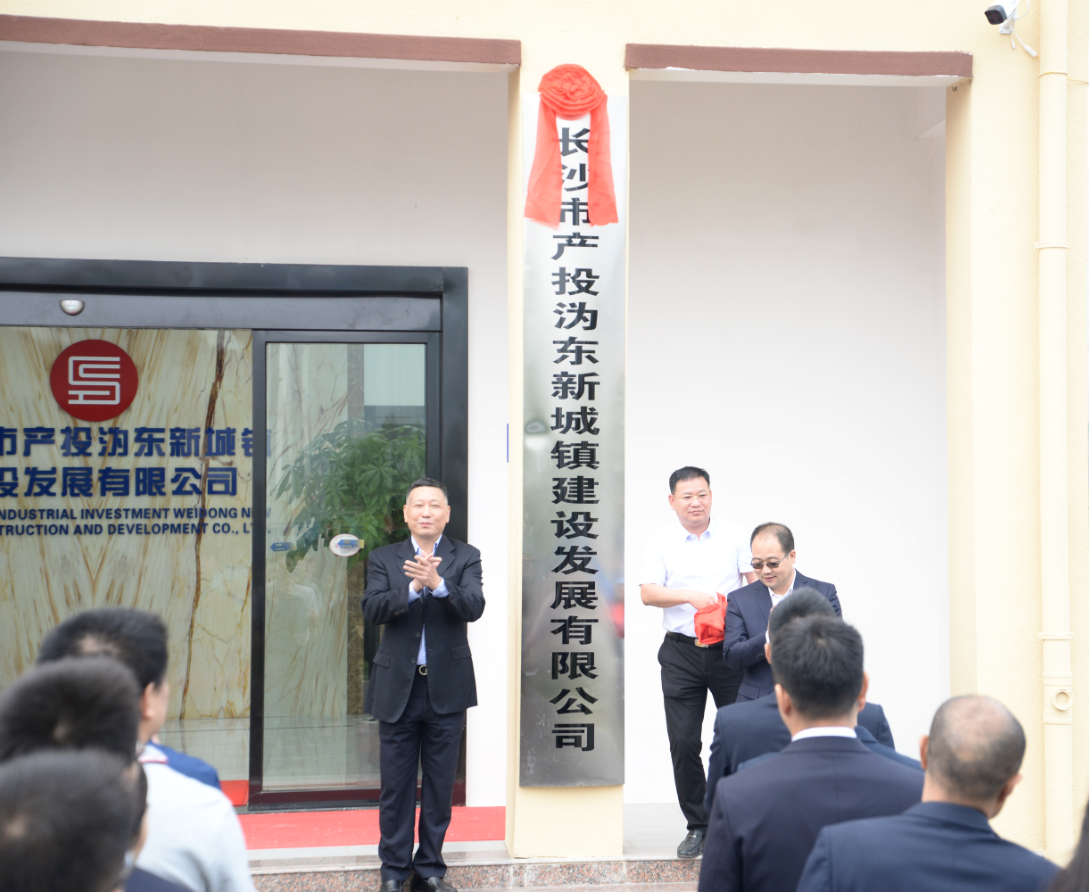 市产投沩东新城镇
设发展有限公司
INDUSTRIAL INVESTMENT WEIDONG NEW
TRUCTION AND DEVELOPMENT CO., LT
长沙市产投沩东新城镇建设发展有限公司